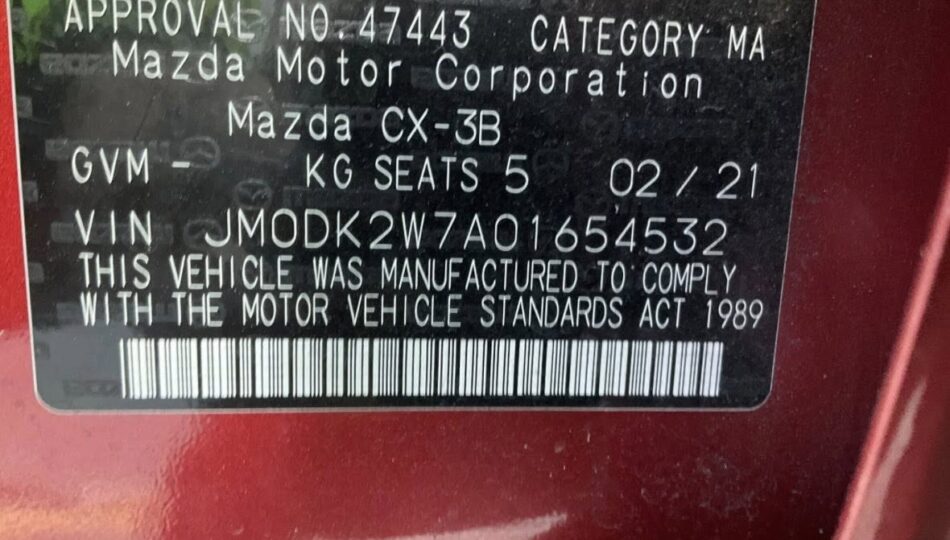 APPROVAL NO.47443 CATEGORY MA
Mazda Motor Corporation
Mazda CX-3B
GVM - KG SEATS 5 02/21
VIN JM0DK2W7A01654532
THIS VEHICLE WAS MANUFACTURED TO COMPLY
WITH THE MOTOR VEHICLE STANDARDS ACT 1989